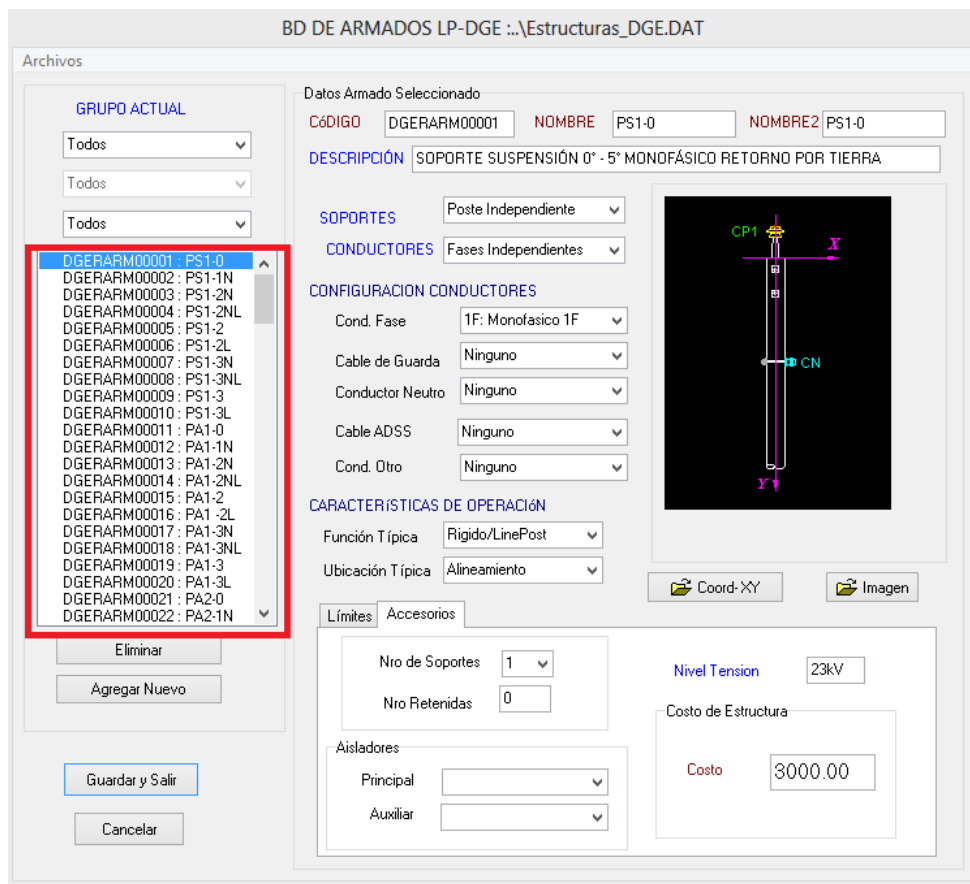 BD DE ARMADOS LP-DGE :..\Estructuras_DGE.DAT
Archivos
GRUPO ACTUAL
Todos
Todos
Todos
DGERARM00001 : PS1-0
DGERARM00002 : PS1-1N
DGERARM00003 : PS1-2N
DGERARM00004 : PS1-2NL
DGERARM00005 : PS1-2
DGERARM00006 : PS1-2L
DGERARM00007 : PS1-3N
DGERARM00008 : PS1-3NL
DGERARM00009 : PS1-3
DGERARM00010 : PS1-3L
DGERARM00011 : PA1-0
DGERARM00012 : PA1-1N
DGERARM00013 : PA1-2N
DGERARM00014 : PA1-2NL
DGERARM00015 : PA1-2
DGERARM00016 : PA1 -2L
DGERARM00017 : PA1-3N
DGERARM00018 : PA1-3NL
DGERARM00019 : PA1-3
DGERARM00020 : PA1-3L
DGERARM00021 : PA2-0
DGERARM00022 : PA2-1N
Eliminar
Agregar Nuevo
Guardar y Salir
Cancelar
Datos Armado Seleccionado
CóDIGO DGERARM00001 NOMBRE PS1-0 NOMBRE2 PS1-0
DESCRIPCIÓN SOPORTE SUSPENSIÓN 0° - 5° MONOFÁSICO RETORNO POR TIERRA
SOPORTES Poste Independiente
CONDUCTORES Fases Independientes
CONFIGURACION CONDUCTORES
Cond. Fase 1F: Monofasico 1F
Cable de Guarda Ninguno
Conductor Neutro Ninguno
Cable ADSS Ninguno
Cond. Otro Ninguno
CARACTERíSTICAS DE OPERACIóN
Función Típica Rigido/LinePost
Ubicación Típica Alineamiento
CP1
X
CN
Y
Coord-XY Imagen
Límites Accesorios
Nro de Soportes 1
Nro Retenidas 0
Aisladores
Principal
Auxiliar
Nivel Tension 23kV
Costo de Estructura
Costo 3000.00